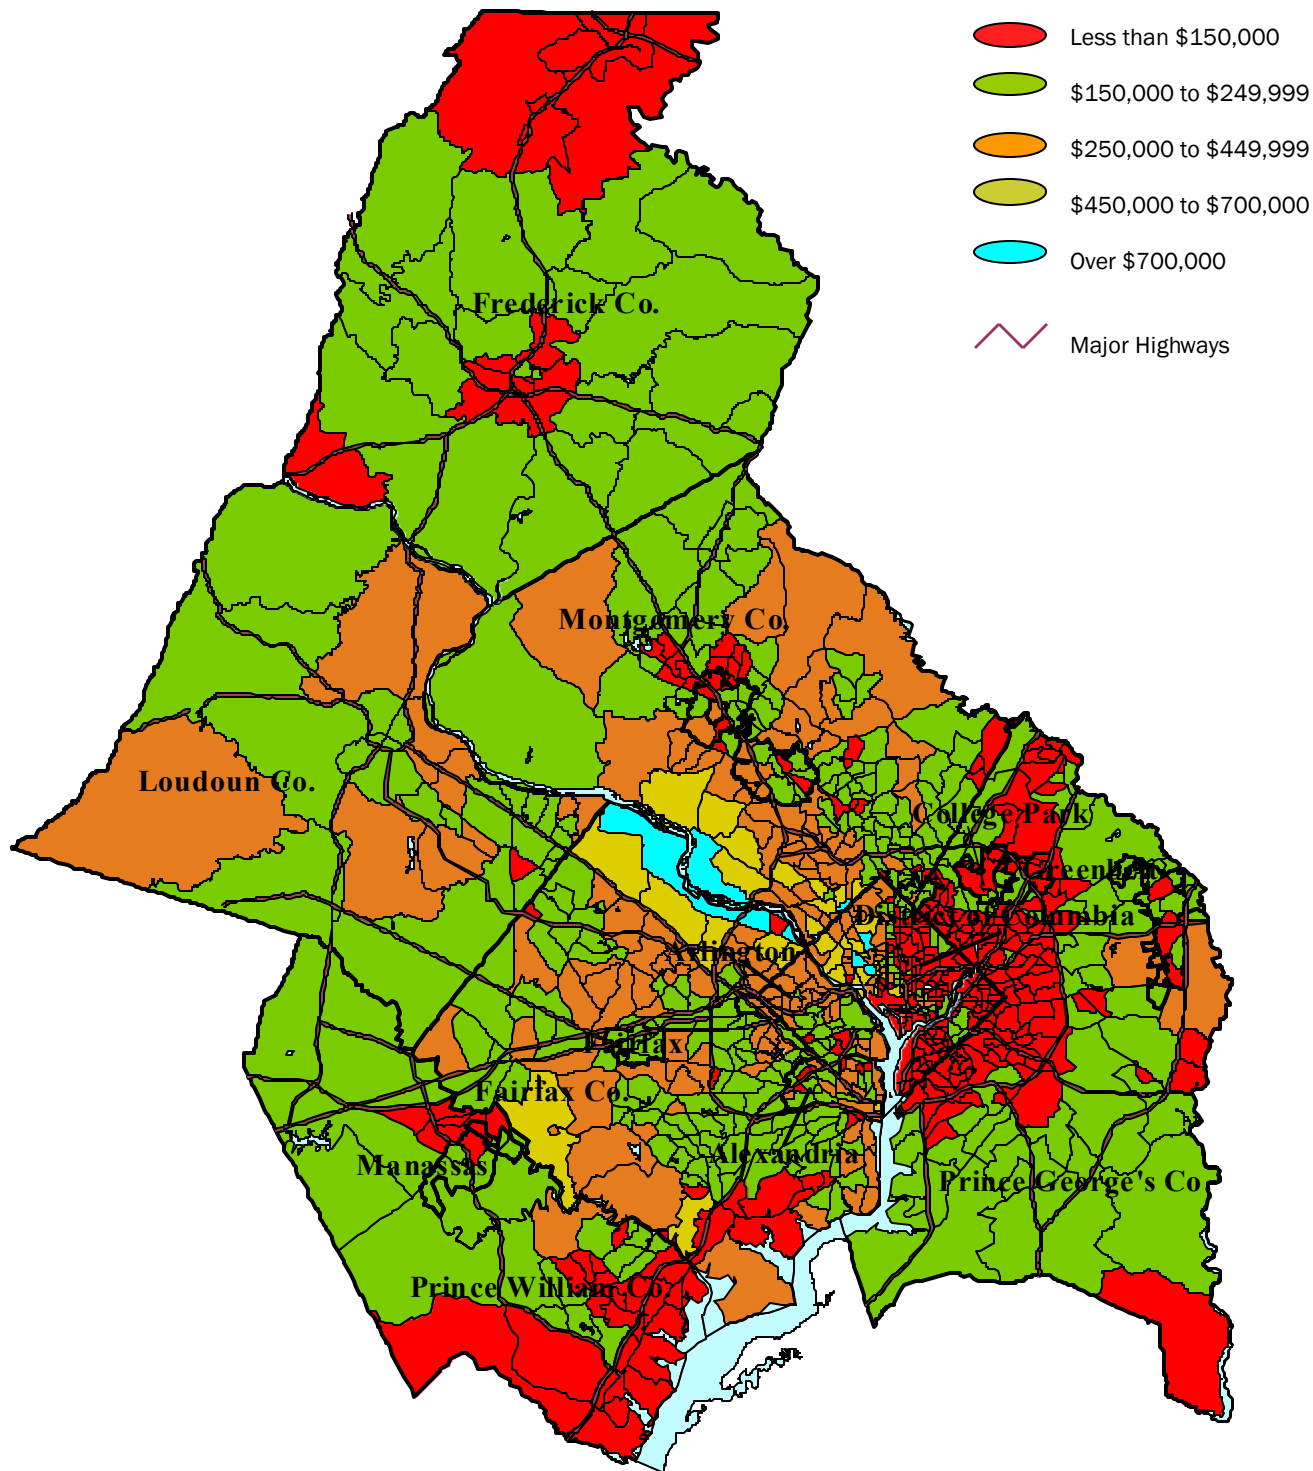 Less than $150,000
$150,000 to $249,999
$250,000 to $449,999
$450,000 to $700,000
Over $700,000
Major Highways
Frederick Co.
Montgomery Co.
Loudoun Co.
College Park
Greenbelt
District of Columbia
Arlington
Fairfax
Fairfax Co.
Alexandria
Manassas
Prince George's Co.
Prince William Co.